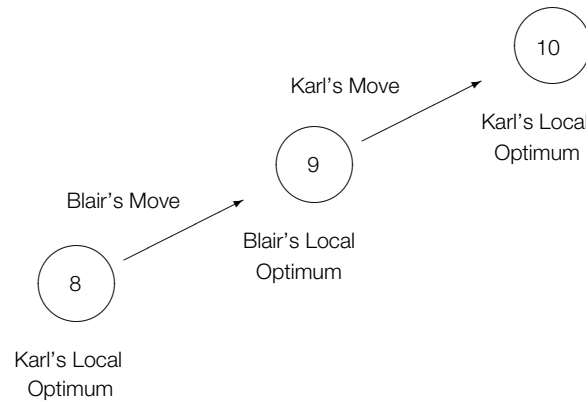 10
Karl's Move
Karl's Local
Optimum
9
Blair's Move
Blair's Local
Optimum
8
Karl's Local
Optimum